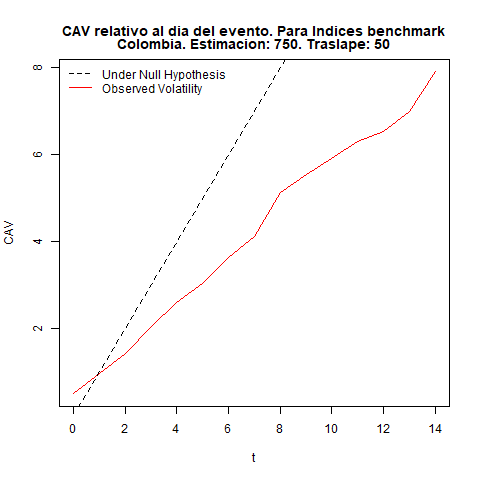 CAV relativo al dia del evento. Para Indices benchmark
Colombia. Estimacion: 750. Traslape: 50
Under Null Hypothesis
Observed Volatility
8
6
4
2
CAV
0 2 4 6 8 10 12 14
t